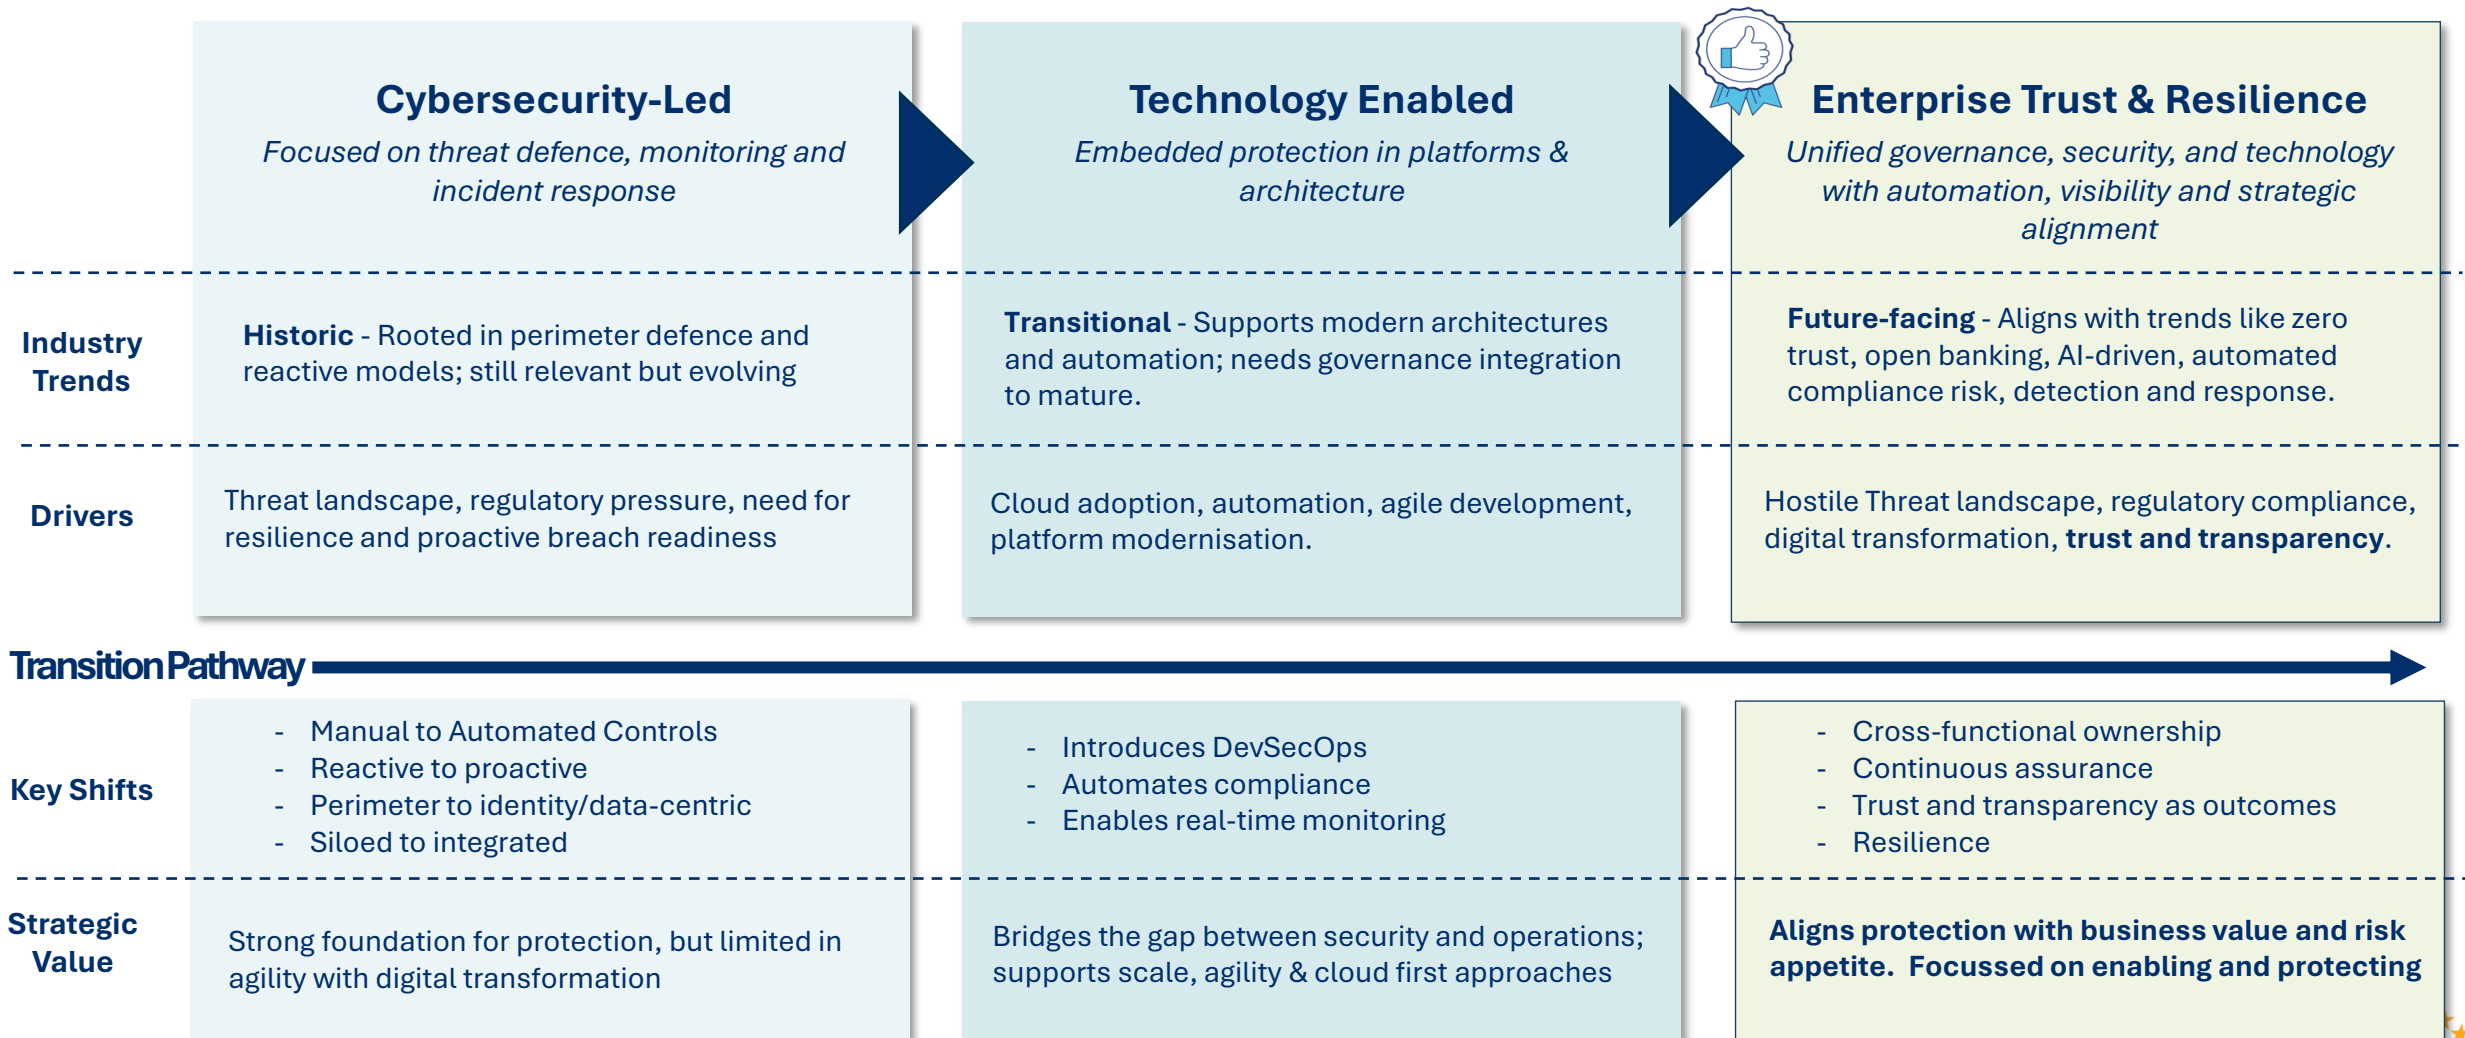 Cybersecurity-Led
Focused on threat defence, monitoring and
incident response
Technology Enabled
Embedded protection in platforms &
architecture
Enterprise Trust & Resilience
Unified governance, security, and technology
with automation, visibility and strategic
alignment
Industry
Trends
Historic - Rooted in perimeter defence and
reactive models; still relevant but evolving
Transitional - Supports modern architectures
and automation; needs governance integration
to mature.
Future-facing - Aligns with trends like zero
trust, open banking, AI-driven, automated
compliance risk, detection and response.
Drivers
Threat landscape, regulatory pressure, need for
resilience and proactive breach readiness
Cloud adoption, automation, agile development,
platform modernisation.
Hostile Threat landscape, regulatory compliance,
digital transformation, trust and transparency.
Transition Pathway
Key Shifts
- Manual to Automated Controls
- Reactive to proactive
- Perimeter to identity/data-centric
- Siloed to integrated
- Introduces DevSecOps
- Automates compliance
- Enables real-time monitoring
- Cross-functional ownership
- Continuous assurance
- Trust and transparency as outcomes
- Resilience
Strategic
Value
Strong foundation for protection, but limited in
agility with digital transformation
Bridges the gap between security and operations;
supports scale, agility & cloud first approaches
Aligns protection with business value and risk
appetite.  Focussed on enabling and protecting